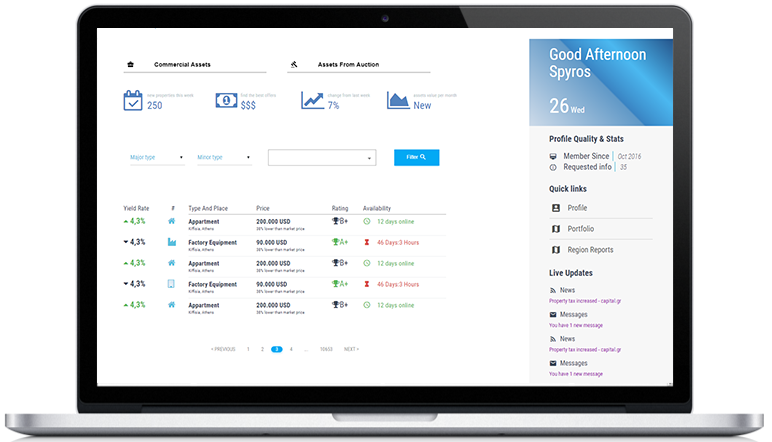 Commercial Assets
Assets From Auction
new properties this week
250
find the best offers
$$$
change from last week
7%
assets value per month
New
Major type
Minor type
Filter
Yield Rate # Type And Place Price Rating Availability
4,3% Appartment 200.000 USD B+ 12 days online
Kiffisia, Athens 38% lower than market price
4,3% Factory Equipment 90.000 USD A+ 46 Days:3 Hours
Kiffisia, Athens 38% lower than market price
4,3% Appartment 200.000 USD B+ 12 days online
Kiffisia, Athens 38% lower than market price
4,3% Factory Equipment 90.000 USD A+ 46 Days:3 Hours
Kiffisia, Athens 38% lower than market price
4,3% Appartment 200.000 USD B+ 12 days online
Kiffisia, Athens 38% lower than market price
< PREVIOUS 1 2 3 4 ... NEXT >
Good Afternoon
Spyros
26 Wed
Profile Quality & Stats
Member Since Oct 2016
Requested info 35
Quick links
Profile
Portfolio
Region Reports
Live Updates
News
Property tax increased - capital.gr
Messages
You have 1 new message
News
Property tax increased - capital.gr
Messages
You have 1 new message